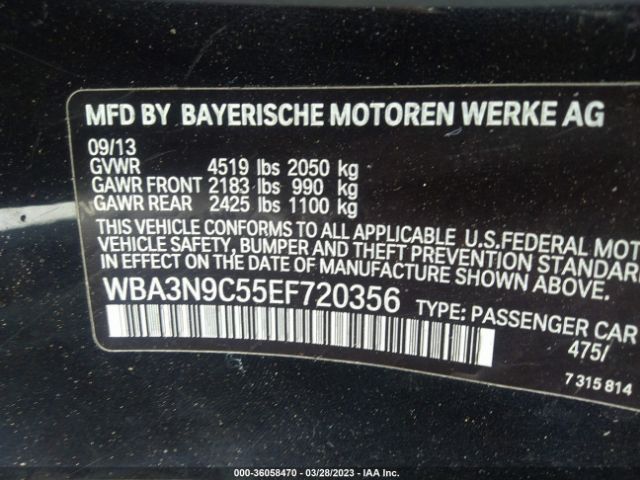 MFD BY BAYERISCHE MOTOREN WERKE AG
09/13
GVWR 4519 lbs 2050 kg
GAWR FRONT 2183 lbs 990 kg
GAWR REAR 2425 lbs 1100 kg
THIS VEHICLE CONFORMS TO ALL APPLICABLE U.S.FEDERAL MOT
VEHICLE SAFETY, BUMPER AND THEFT PREVENTION STANDAR
IN EFFECT ON THE DATE OF MANUFACTURE SHOWN ABOVE.
WBA3N9C55EF720356 TYPE: PASSENGER CAR
475/
7 315 814
000-36058470 - 03/28/2023 - IAA Inc.